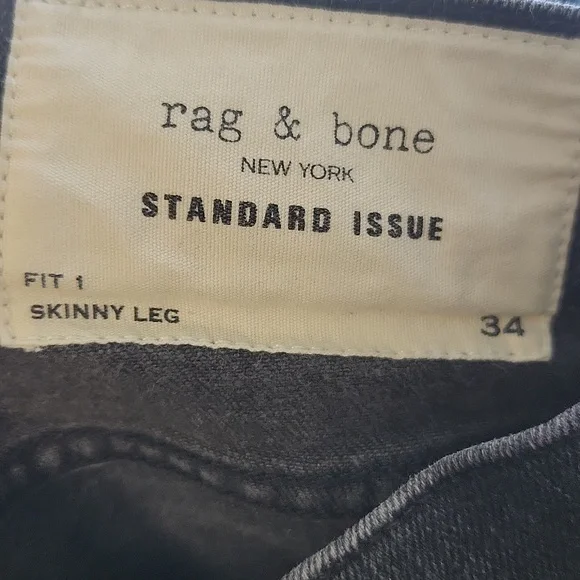 rag & bone
NEW YORK
STANDARD ISSUE
FIT 1
SKINNY LEG
34